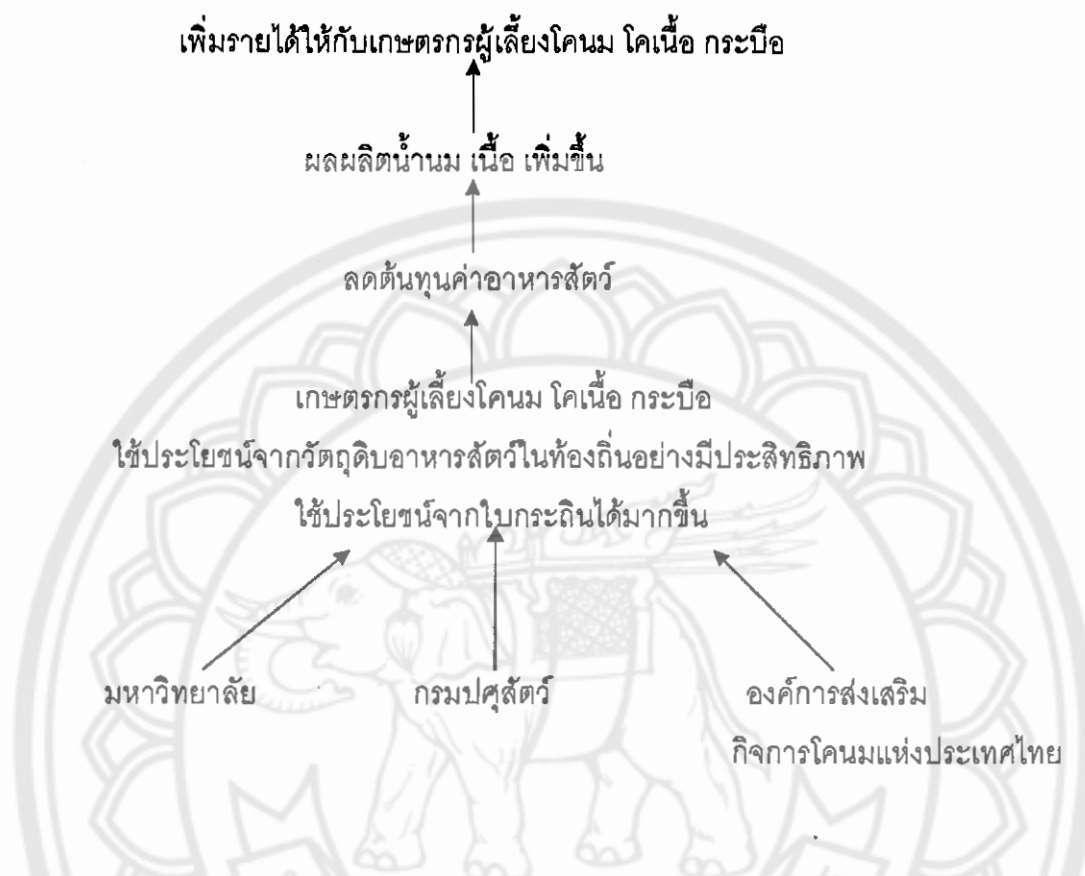 เพิ่มรายได้ให้กับเกษตรกรผู้เลี้ยงโคนม โคเนื้อ กระบือ
ผลผลิตน้ำนม เนื้อ เพิ่มขึ้น
ลดต้นทุนค่าอาหารสัตว์
เกษตรกรผู้เลี้ยงโคนม โคเนื้อ กระบือ
ใช้ประโยชน์จากวัตถุดิบอาหารสัตว์ในท้องถิ่นอย่างมีประสิทธิภาพ
ใช้ประโยชน์จากใบกระถินได้มากขึ้น
มหาวิทยาลัย กรมปศุสัตว์ องค์การส่งเสริม
กิจการโคนมแห่งประเทศไทย